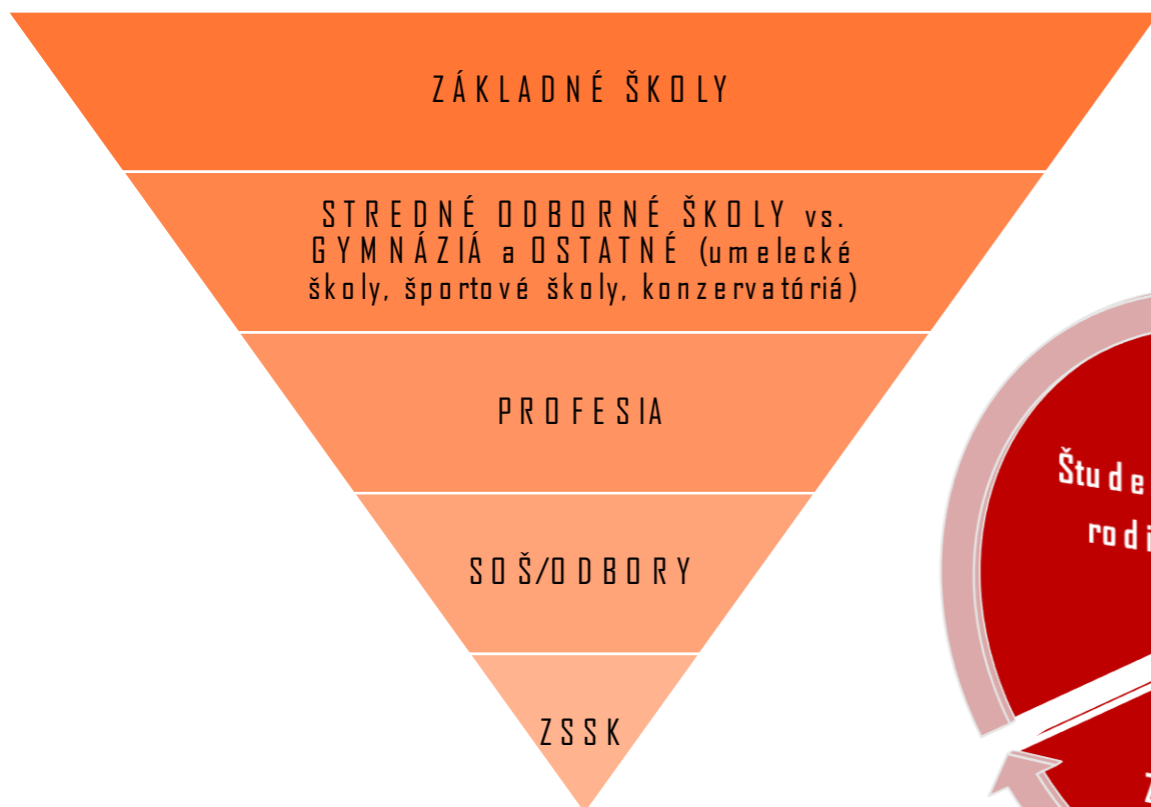 ZÁKLADNÉ ŠKOLY
STREDNÉ ODBORNÉ ŠKOLY vs.
GYMNÁZIÁ a OSTATNÉ (umelecké
školy, športové školy, konzervatóriá)
PROFESIA
SOŠ/ODBORY
ZSSK